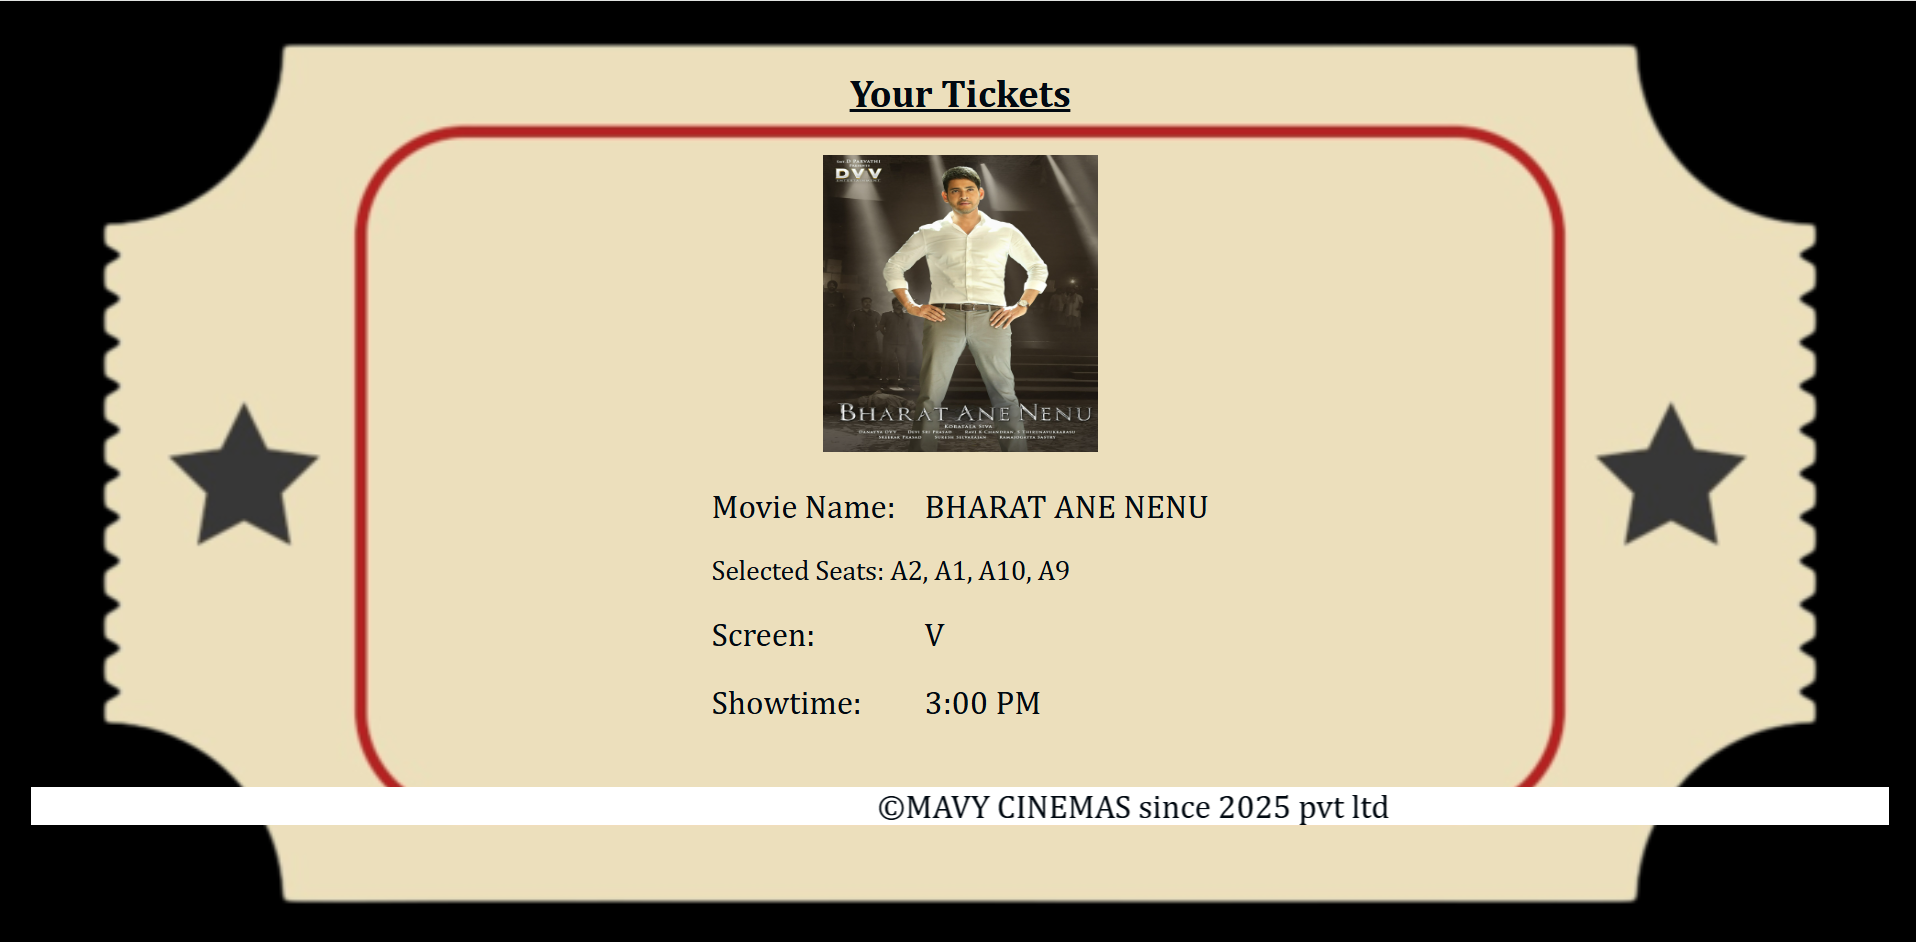 Your Tickets
DVV
BHARAT ANE NENU
KORATALA SIVA
Movie Name: BHARAT ANE NENU
Selected Seats: A2, A1, A10, A9
Screen: V
Showtime: 3:00 PM
©MAVY CINEMAS since 2025 pvt ltd